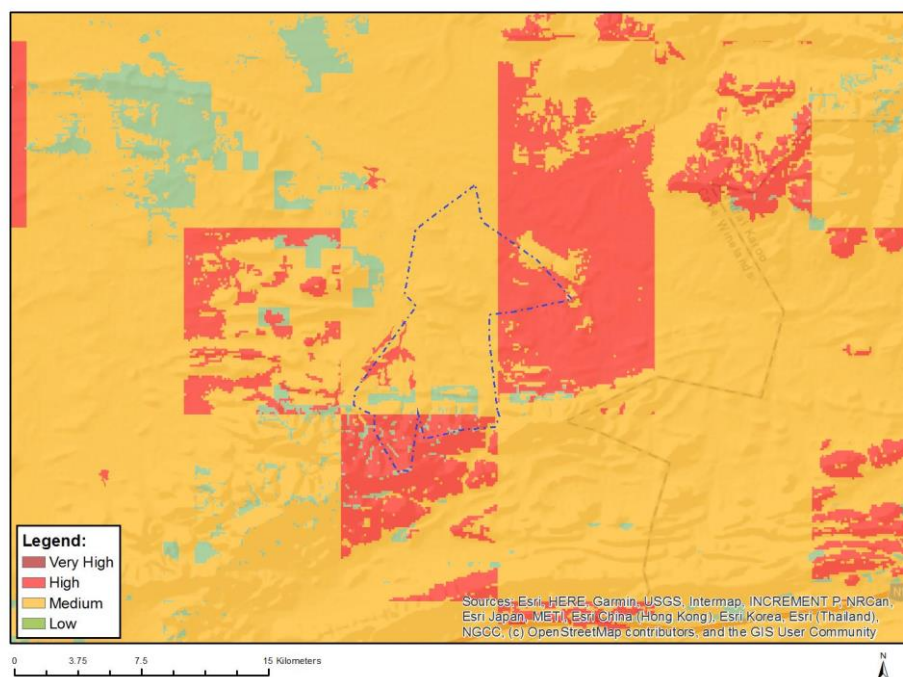 Karoo
Winelands
Legend:
Very High
High
Medium
Low
N
Sources: Esri, HERE, Garmin, USGS, Intermap, INCREMENT P, NRCan,
Esri Japan, METI, Esri China (Hong Kong), Esri Korea, Esri (Thailand),
NGCC, (c) OpenStreetMap contributors, and the GIS User Community
0 3.75 7.5 15 Kilometers
N